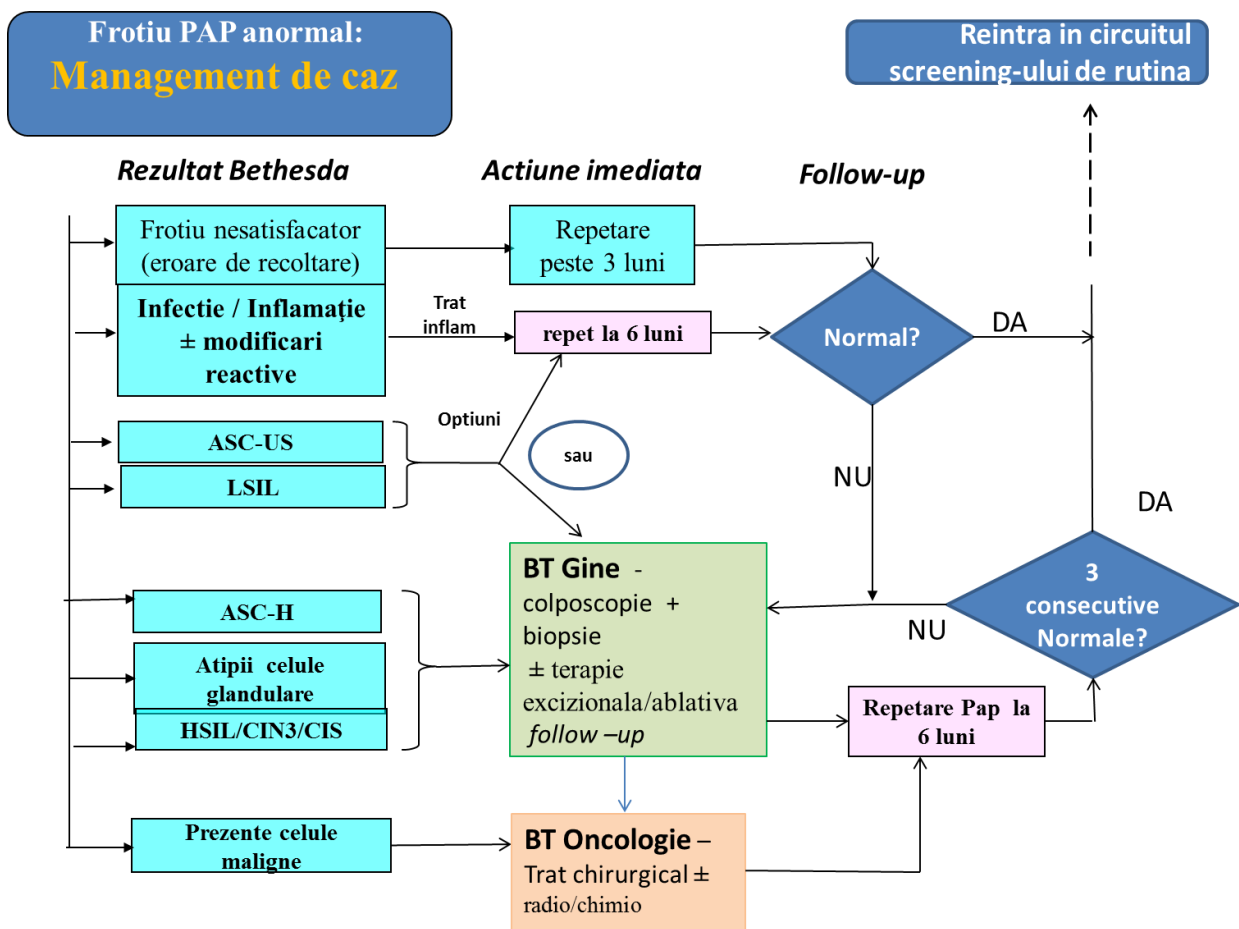 Frotiu PAP anormal:
Management de caz
Reintra in circuitul
screening-ului de rutina
Rezultat Bethesda
Actiune imediata
Follow-up
Frotiu nesatisfacator
(eroare de recoltare)
Repetare
peste 3 luni
Infectie / Inflamaţie
± modificari
reactive
Trat
inflam
repet la 6 luni
Normal?
DA
Optiuni
sau
ASC-US
LSIL
NU
DA
BT Gine -
colposcopie +
biopsie
± terapie
excizionala/ablativa
follow –up
3
consecutive
Normale?
NU
ASC-H
Atipii celule
glandulare
HSIL/CIN3/CIS
Repetare Pap la
6 luni
Prezente celule
maligne
BT Oncologie –
Trat chirurgical ±
radio/chimio